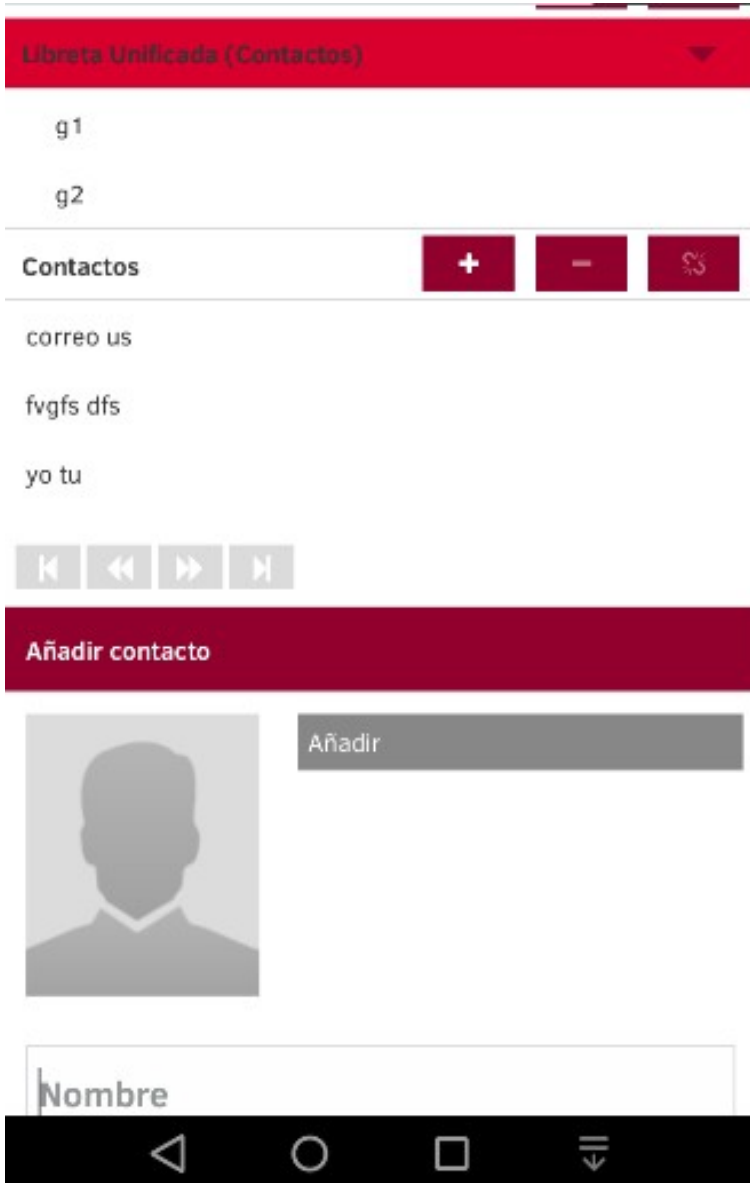 Libreta Unificada (Contactos)
g1
g2
Contactos
correo us
fvgfs dfs
yo tu
Añadir contacto
Añadir
Nombre